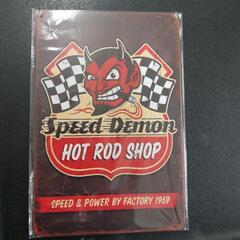 Speed Demon
HOT ROD SHOP
SPEED & POWER BY FACTORY 1969